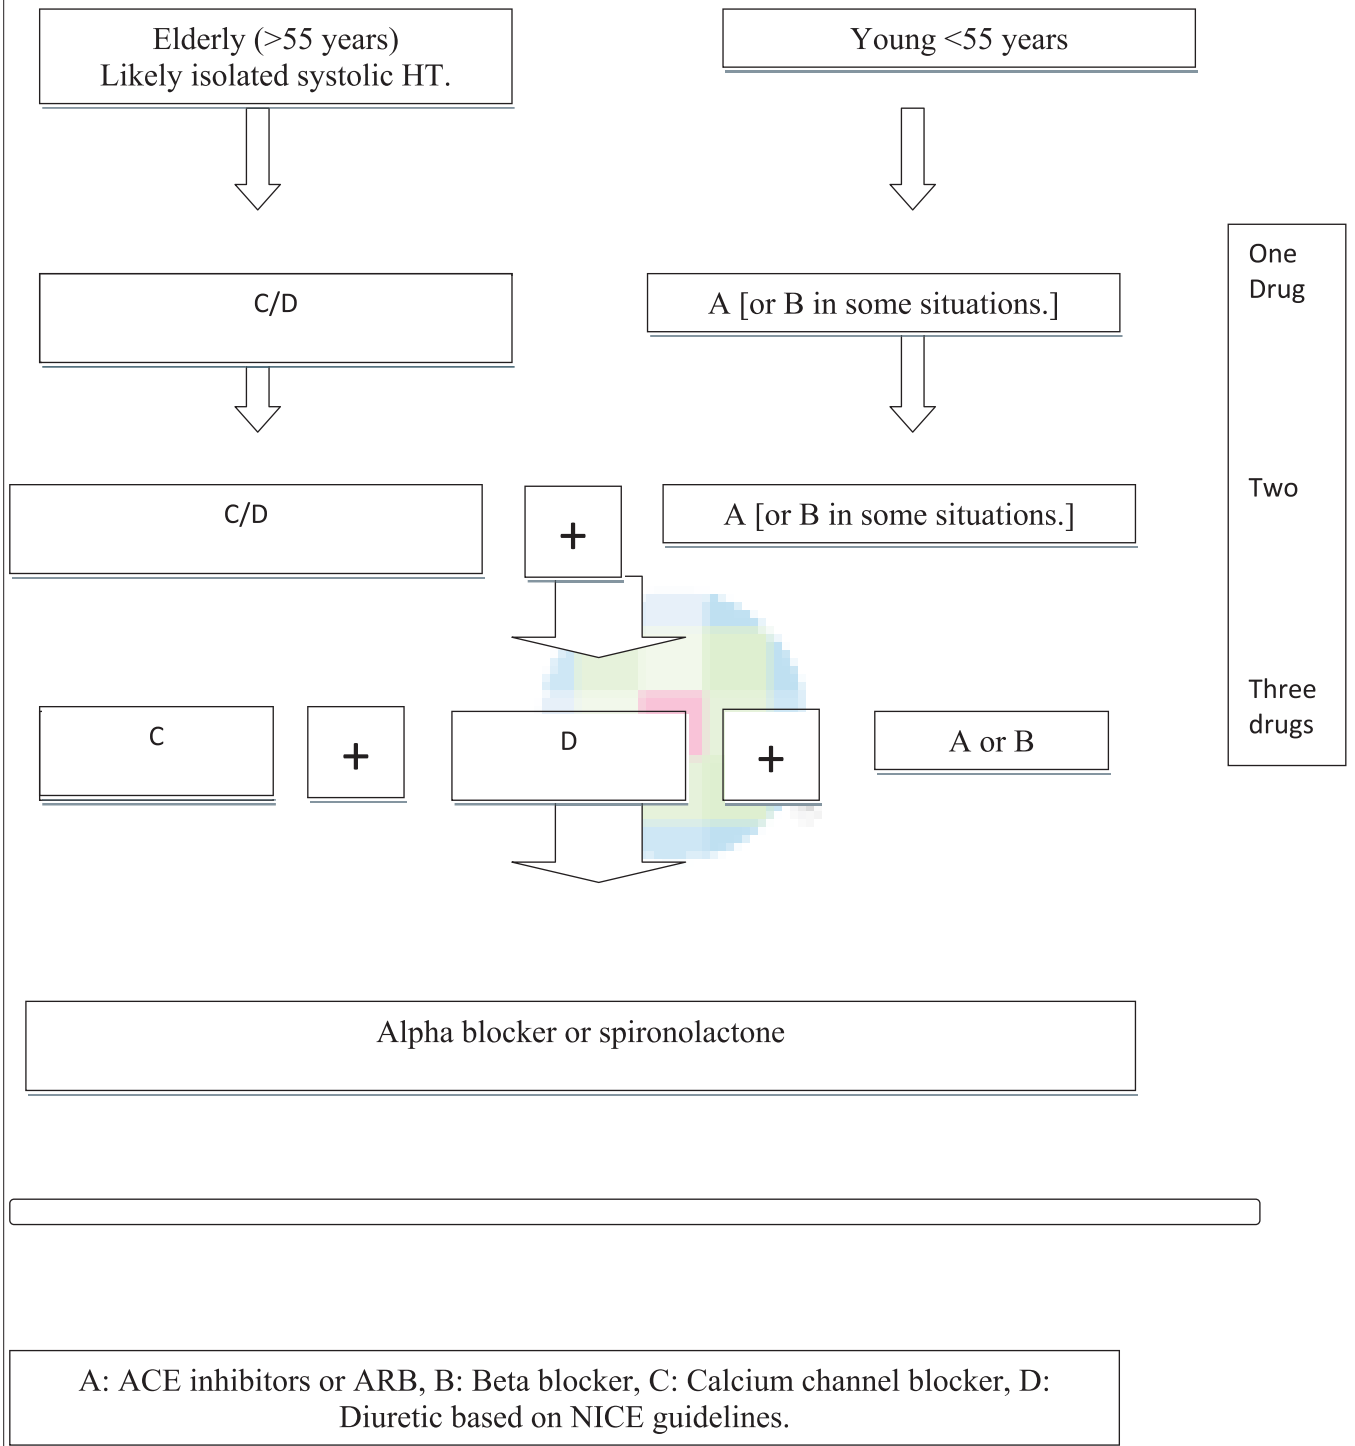 Elderly (>55 years)
Likely isolated systolic HT.
Young <55 years
C/D
A [or B in some situations.]
One
Drug
C/D
+
A [or B in some situations.]
Two
C
+
D
+
A or B
Three
drugs
Alpha blocker or spironolactone
A: ACE inhibitors or ARB, B: Beta blocker, C: Calcium channel blocker, D:
Diuretic based on NICE guidelines.